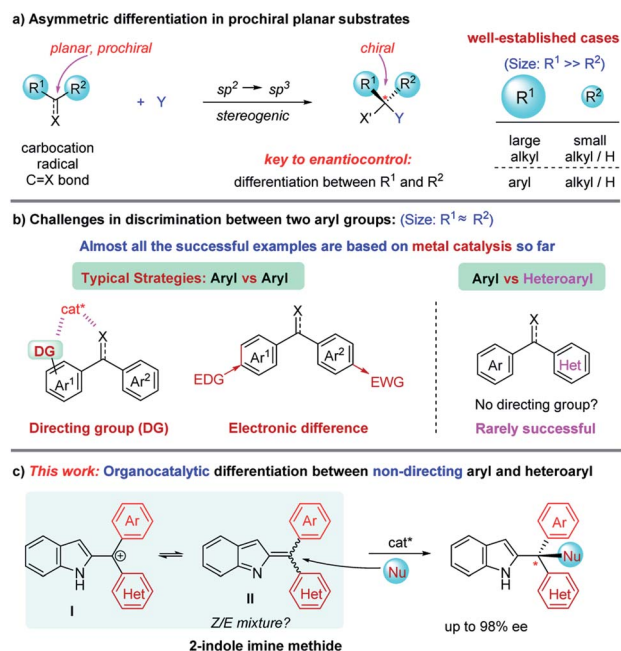 a) Asymmetric differentiation in prochiral planar substrates
planar, prochiral
R1
R2
X
carbocation
radical
C=X bond
+ Y
sp2 → sp3
stereogenic
key to enantiocontrol:
differentiation between R1 and R2
chiral
R1
R2
*
X'
Y
well-established cases
(Size: R1 >> R2)
R1
R2
large
alkyl
small
alkyl / H
aryl
alkyl / H
b) Challenges in discrimination between two aryl groups: (Size: R1 ≈ R2)
Almost all the successful examples are based on metal catalysis so far
Typical Strategies: Aryl vs Aryl
cat*
DG
X
Ar1
Ar2
Directing group (DG)
X
Ar1
Ar2
EDG
EWG
Electronic difference
Aryl vs Heteroaryl
X
Ar
Het
No directing group?
Rarely successful
c) This work: Organocatalytic differentiation between non-directing aryl and heteroaryl
Ar
+
N
H
Het
I
Ar
N
Het
II
Z/E mixture?
2-indole imine methide
cat*
Nu
Ar
Nu
*
N
H
Het
up to 98% ee